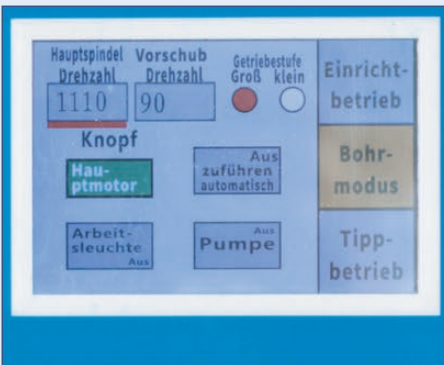 Hauptspindel
Drehzahl
Vorschub
Drehzahl
Getriebestufe
Groß klein
1110
90
Knopf
Hau-
ptmotor
Aus
zuführen
automatisch
Arbeit-
sleuchte
Aus
Aus
Pumpe
Einricht-
betrieb
Bohr-
modus
Tipp-
betrieb